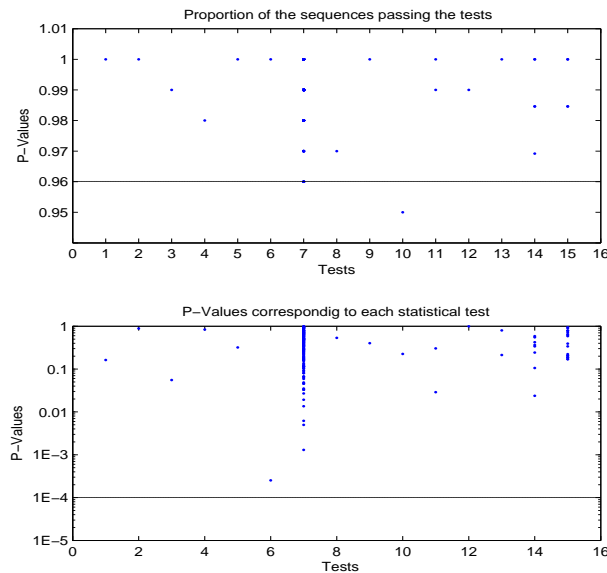 Proportion of the sequences passing the tests
1.01
1
0.99
0.98
0.97
0.96
0.95
P-Values
0 1 2 3 4 5 6 7 8 9 10 11 12 13 14 15 16
Tests
P-Values correspondig to each statistical test
1
0.1
0.01
1E-3
1E-4
1E-5
P-Values
0 2 4 6 8 10 12 14 16
Tests